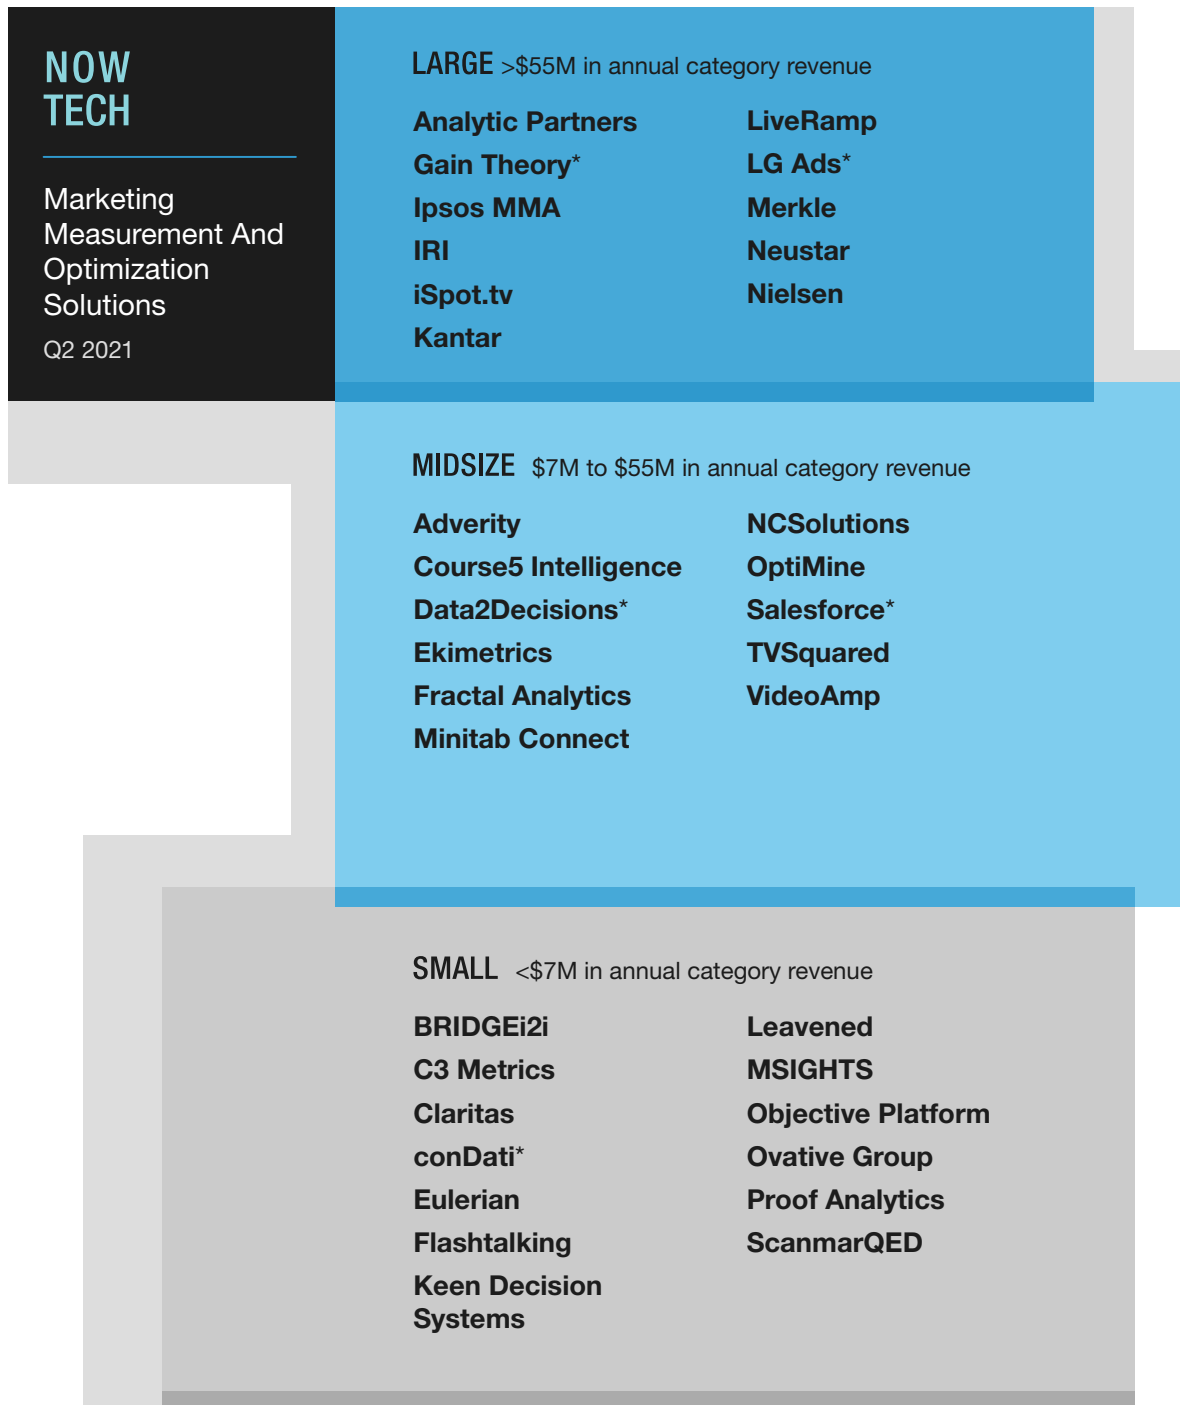 NOW
TECH
Marketing
Measurement And
Optimization
Solutions
Q2 2021
LARGE >$55M in annual category revenue
Analytic Partners
Gain Theory*
Ipsos MMA
IRI
iSpot.tv
Kantar
LiveRamp
LG Ads*
Merkle
Neustar
Nielsen
MIDSIZE $7M to $55M in annual category revenue
Adverity
Course5 Intelligence
Data2Decisions*
Ekimetrics
Fractal Analytics
Minitab Connect
NCSolutions
OptiMine
Salesforce*
TVSquared
VideoAmp
SMALL <$7M in annual category revenue
BRIDGEi2i
C3 Metrics
Claritas
conDati*
Eulerian
Flashtalking
Keen Decision
Systems
Leavened
MSIGHTS
Objective Platform
Ovative Group
Proof Analytics
ScanmarQED